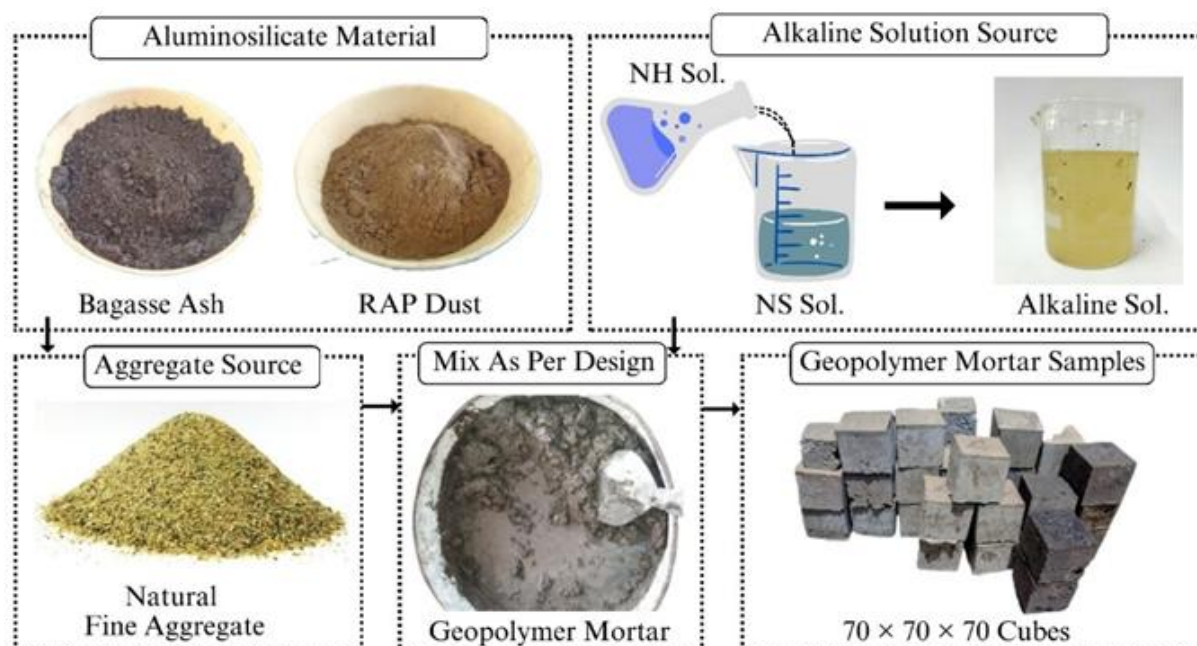 Aluminosilicate Material
Bagasse Ash
RAP Dust
Alkaline Solution Source
NH Sol.
NS Sol.
Alkaline Sol.
Aggregate Source
Natural
Fine Aggregate
Mix As Per Design
Geopolymer Mortar
Geopolymer Mortar Samples
70 × 70 × 70 Cubes